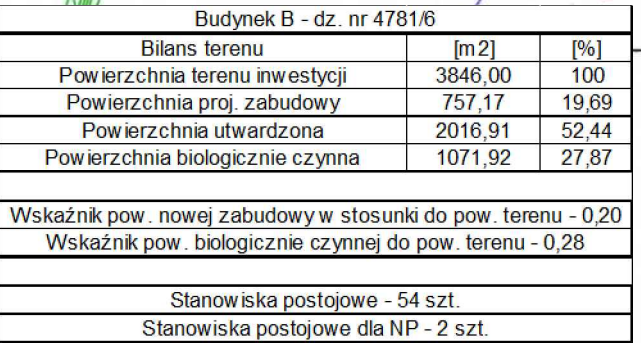 Budynek B - dz. nr 4781/6
Bilans terenu [m2] [%]
Powierzchnia terenu inwestycji 3846,00 100
Powierzchnia proj. zabudowy 757,17 19,69
Powierzchnia utwardzona 2016,91 52,44
Powierzchnia biologicznie czynna 1071,92 27,87
Wskaźnik pow. nowej zabudowy w stosunki do pow. terenu - 0,20
Wskaźnik pow. biologicznie czynnej do pow. terenu - 0,28
Stanowiska postojowe - 54 szt.
Stanowiska postojowe dla NP - 2 szt.